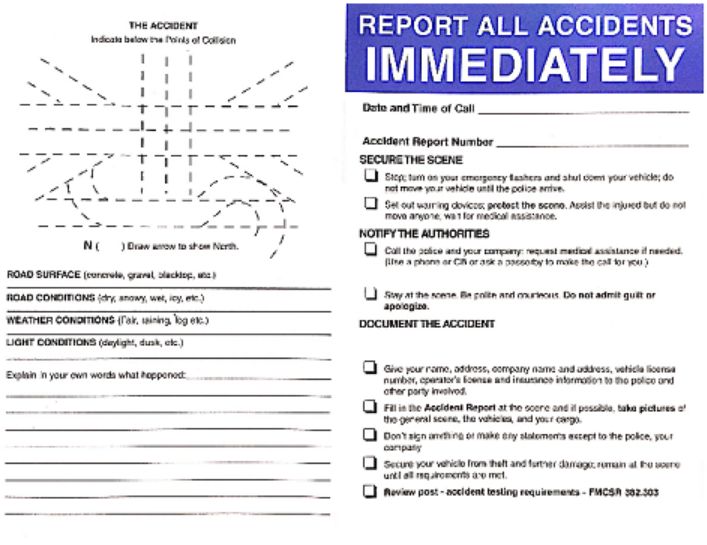 THE ACCIDENT
Indicate below the Points of Collision
N (      ) Draw arrow to show North.
ROAD SURFACE (concrete, gravel, blacktop, etc.)
ROAD CONDITIONS (dry, snowy, wet, icy, etc.)
WEATHER CONDITIONS (Fair, raining, fog etc.)
LIGHT CONDITIONS (daylight, dusk, etc.)
Explain in your own words what happened:
REPORT ALL ACCIDENTS
IMMEDIATELY
Date and Time of Call
Accident Report Number
SECURE THE SCENE
Stop; turn on your emergency flashers and shut down your vehicle; do
not move your vehicle until the police arrive.
Set out warning devices; protect the scene. Assist the injured but do not
move anyone; wait for medical assistance.
NOTIFY THE AUTHORITIES
Call the police and your company; request medical assistance if needed.
(Use a phone or CB or ask a passerby to make the call for you.)
Stay at the scene. Be polite and courteous. Do not admit guilt or
apologize.
DOCUMENT THE ACCIDENT
Give your name, address, company name and address, vehicle license
number, operator's license and insurance information to the police and
other party involved.
Fill in the Accident Report at the scene and if possible, take pictures of
the general scene, the vehicles, and your cargo.
Don't sign anything or make any statements except to the police, your
company
Secure your vehicle from theft and further damage; remain at the scene
until all requirements are met.
Review post - accident testing requirements - FMCSR 382.303